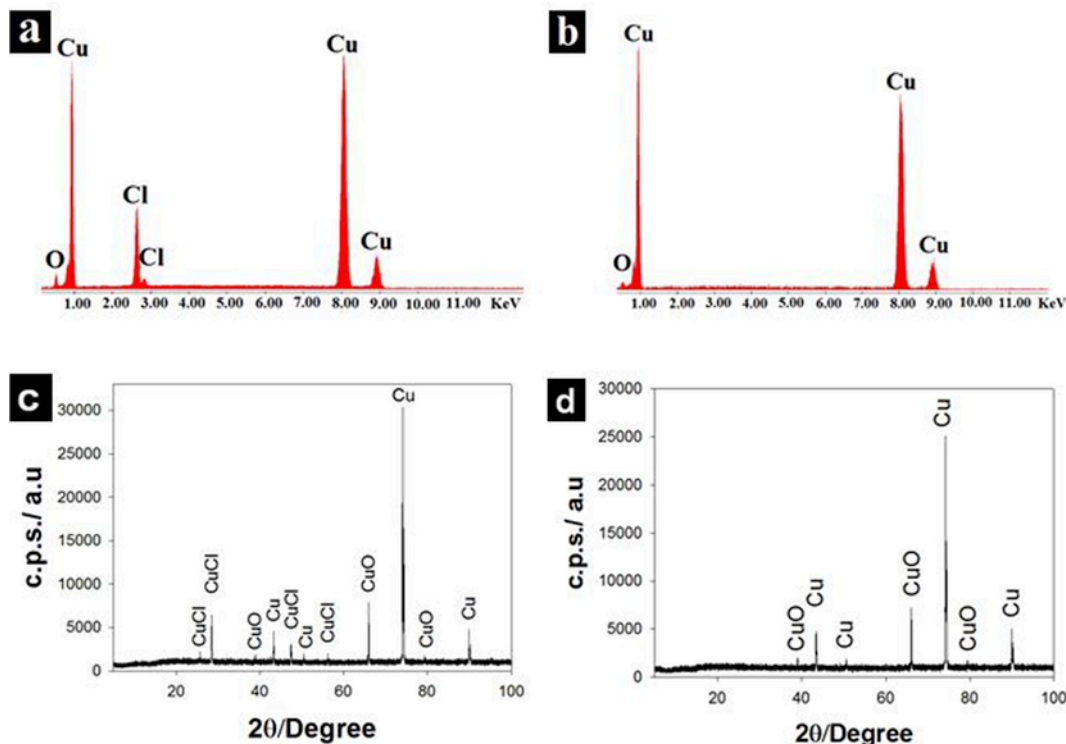 a
Cu
Cu
Cl
Cu
O
Cl
1.00 2.00 3.00 4.00 5.00 6.00 7.00 8.00 9.00 10.00 11.00 KeV
b
Cu
Cu
Cu
O
1.00 2.00 3.00 4.00 5.00 6.00 7.00 8.00 9.00 10.00 11.00 KeV
c
c.p.s./ a.u
30000
25000
20000
15000
10000
5000
0
CuCl
CuCl
CuO
Cu
CuCl
Cu
CuCl
CuO
Cu
CuO
Cu
20 40 60 80 100
2θ/Degree
d
c.p.s./ a.u
30000
25000
20000
15000
10000
5000
0
CuO
Cu
Cu
CuO
Cu
CuO
Cu
20 40 60 80 100
2θ/Degree